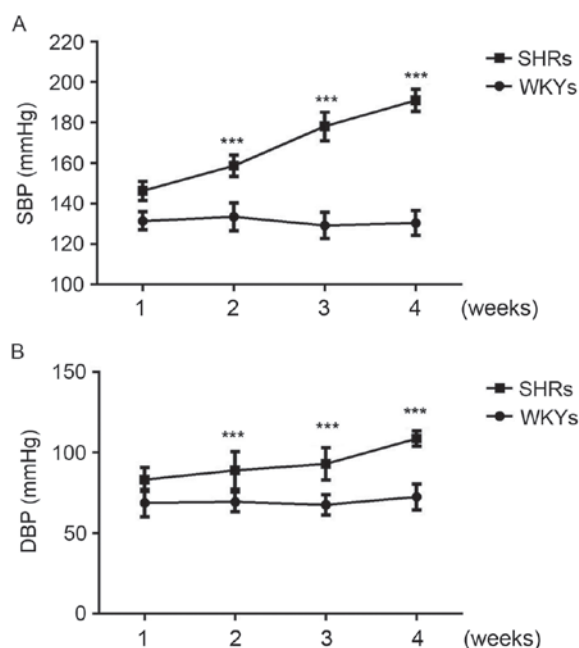 A
220
200
180
160
140
120
100
SBP (mmHg)
***
***
***
SHRs
WKYs
1 2 3 4 (weeks)
B
150
100
50
0
DBP (mmHg)
***
***
***
SHRs
WKYs
1 2 3 4 (weeks)